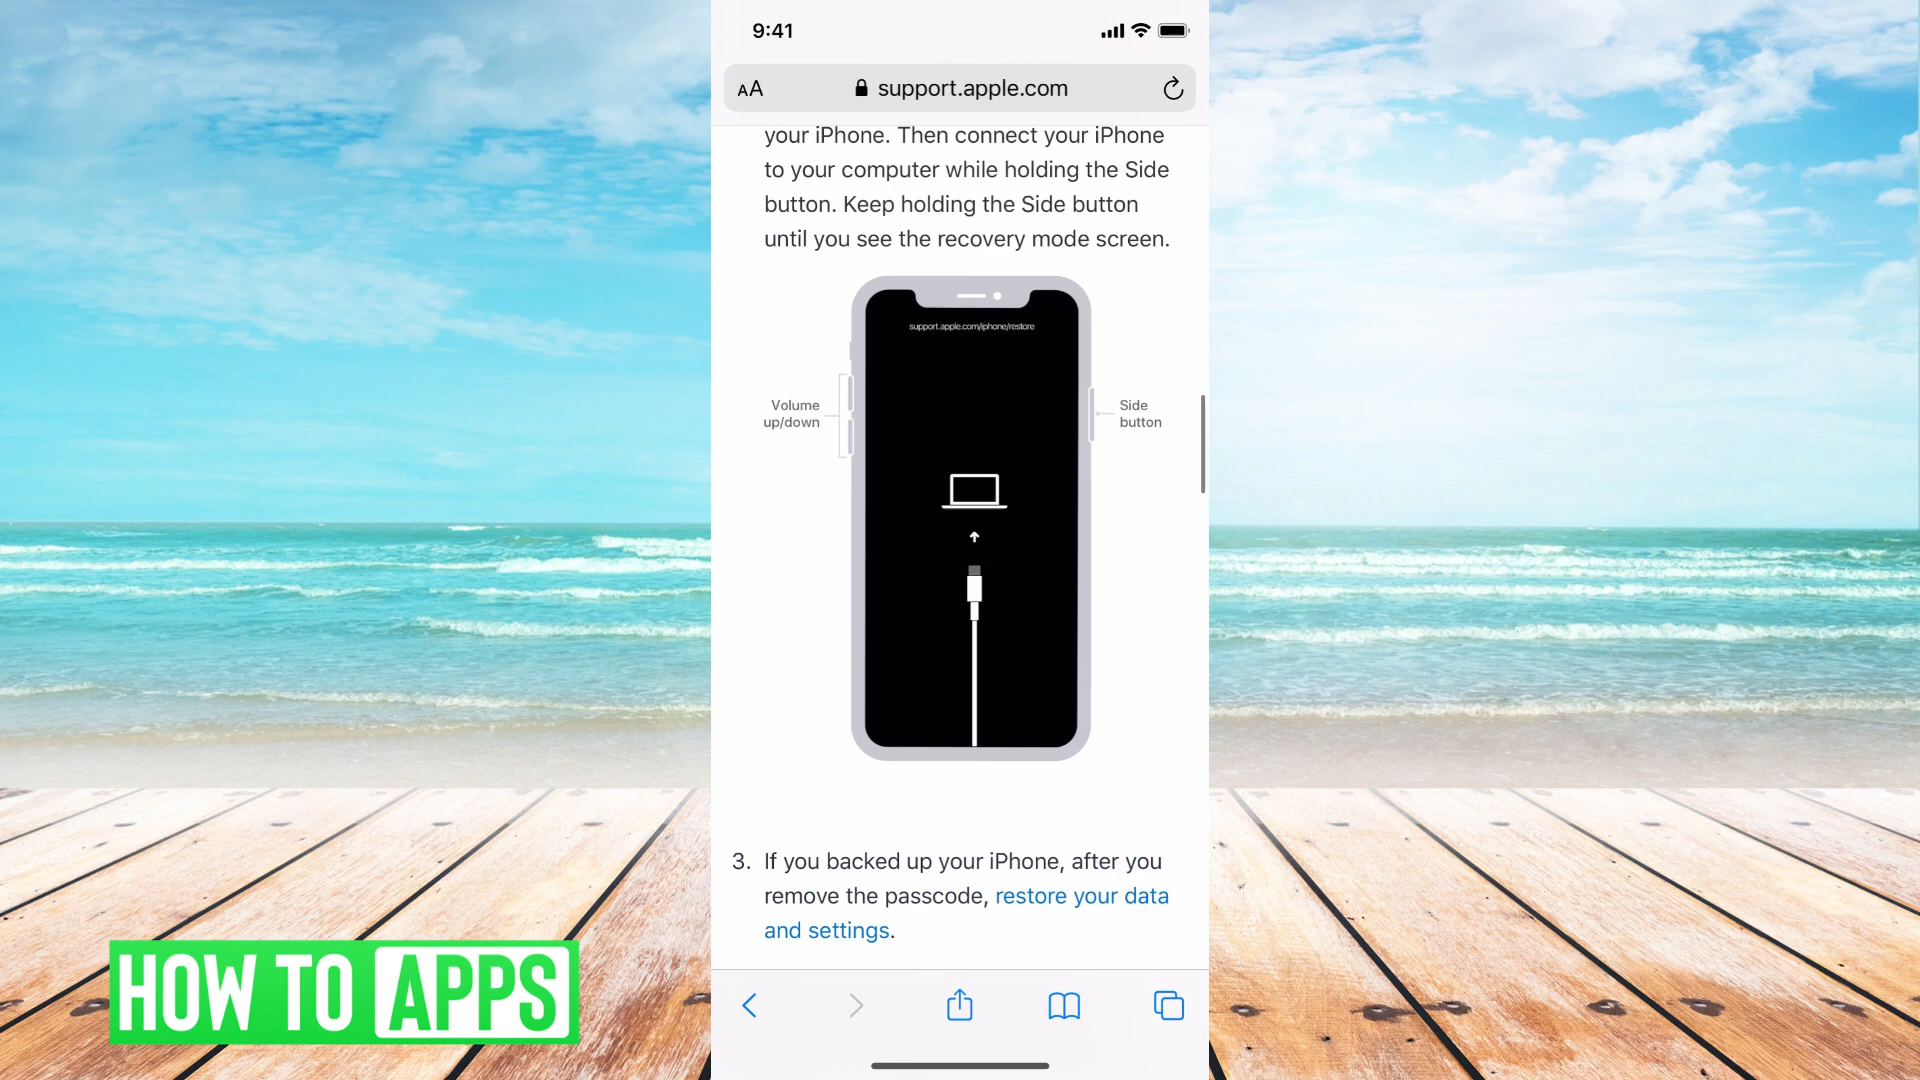 9:41
AA
support.apple.com
your iPhone. Then connect your iPhone
to your computer while holding the Side
button. Keep holding the Side button
until you see the recovery mode screen.
support.apple.com/iphone/restore
Volume
up/down
Side
button
3. If you backed up your iPhone, after you
remove the passcode, restore your data
and settings.
HOW TO APPS